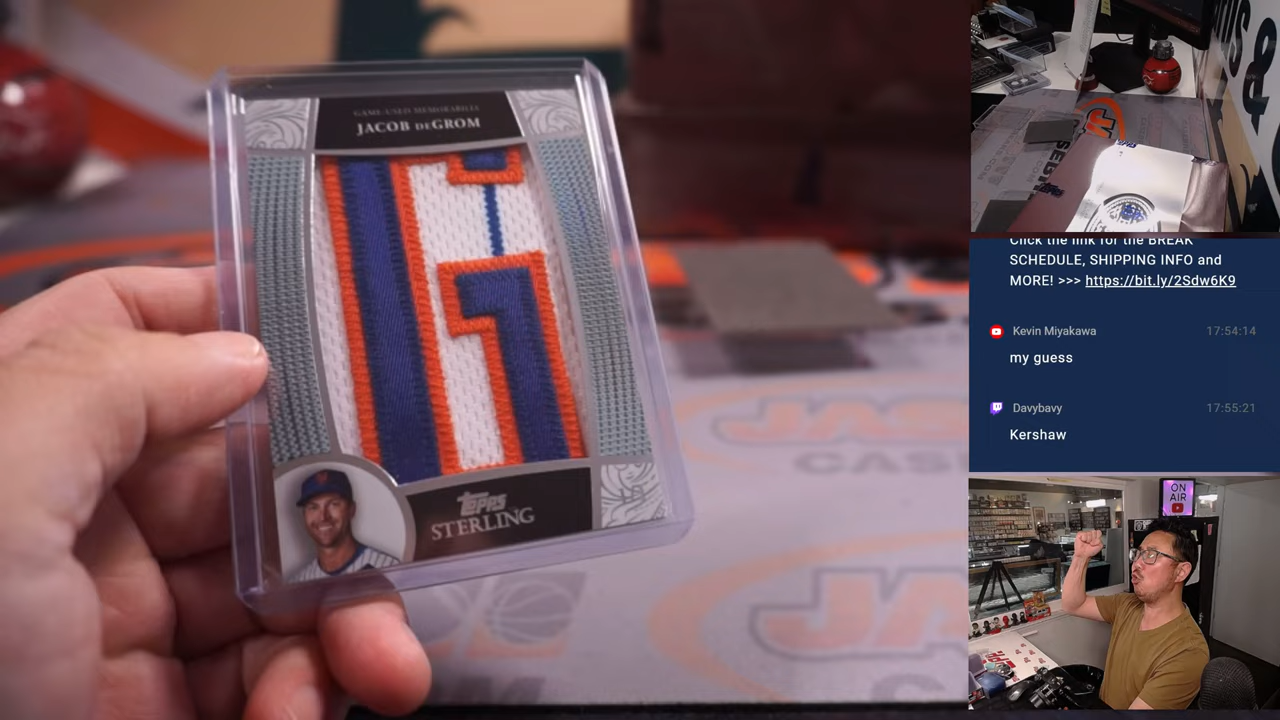 GAME-USED MEMORABILIA
JACOB DEGROM
TOPPS
STERLING
Click the link for the BREAK
SCHEDULE, SHIPPING INFO and
MORE! >>> https://bit.ly/2Sdw6K9
Kevin Miyakawa 17:54:14
my guess
Davybavy 17:55:21
Kershaw
ON
AIR